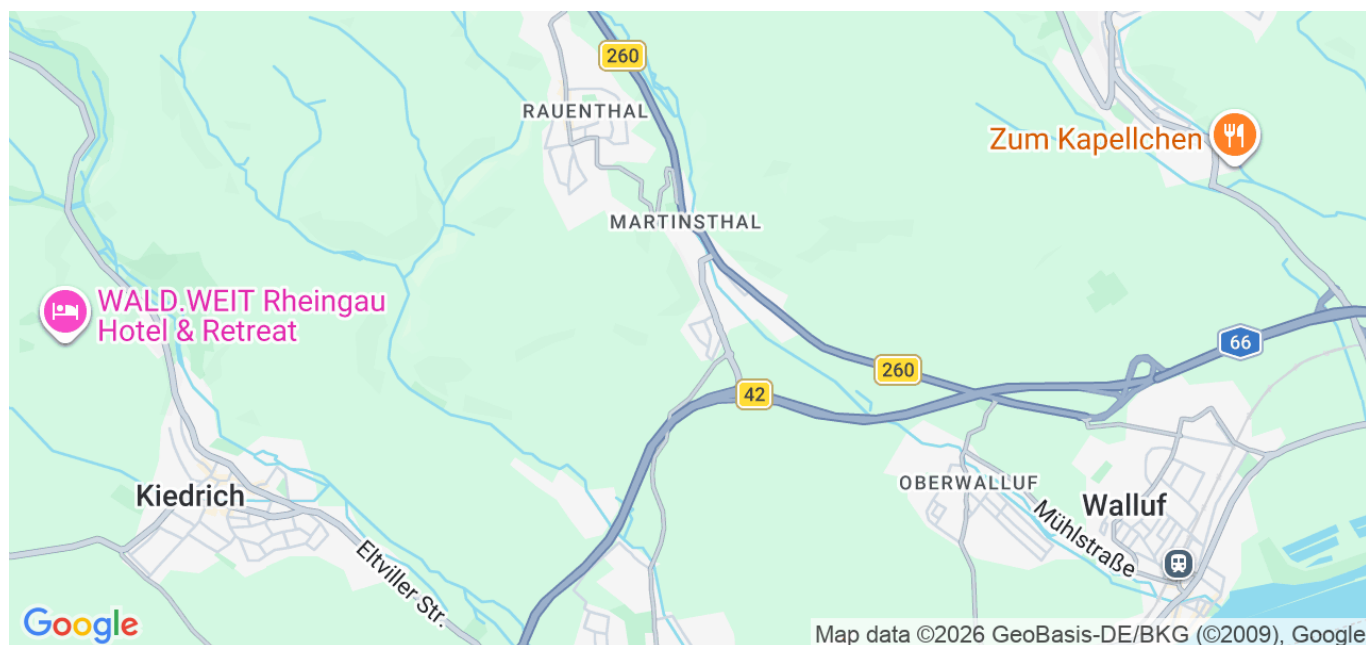 260
RAUENTHAL
Zum Kapellchen
MARTINSTHAL
WALD.WEIT Rheingau
Hotel & Retreat
66
260
42
Kiedrich
OBERWALLUF
Walluf
Mühlstraße
Eltviller Str.
Google
Map data ©2026 GeoBasis-DE/BKG (©2009), Google